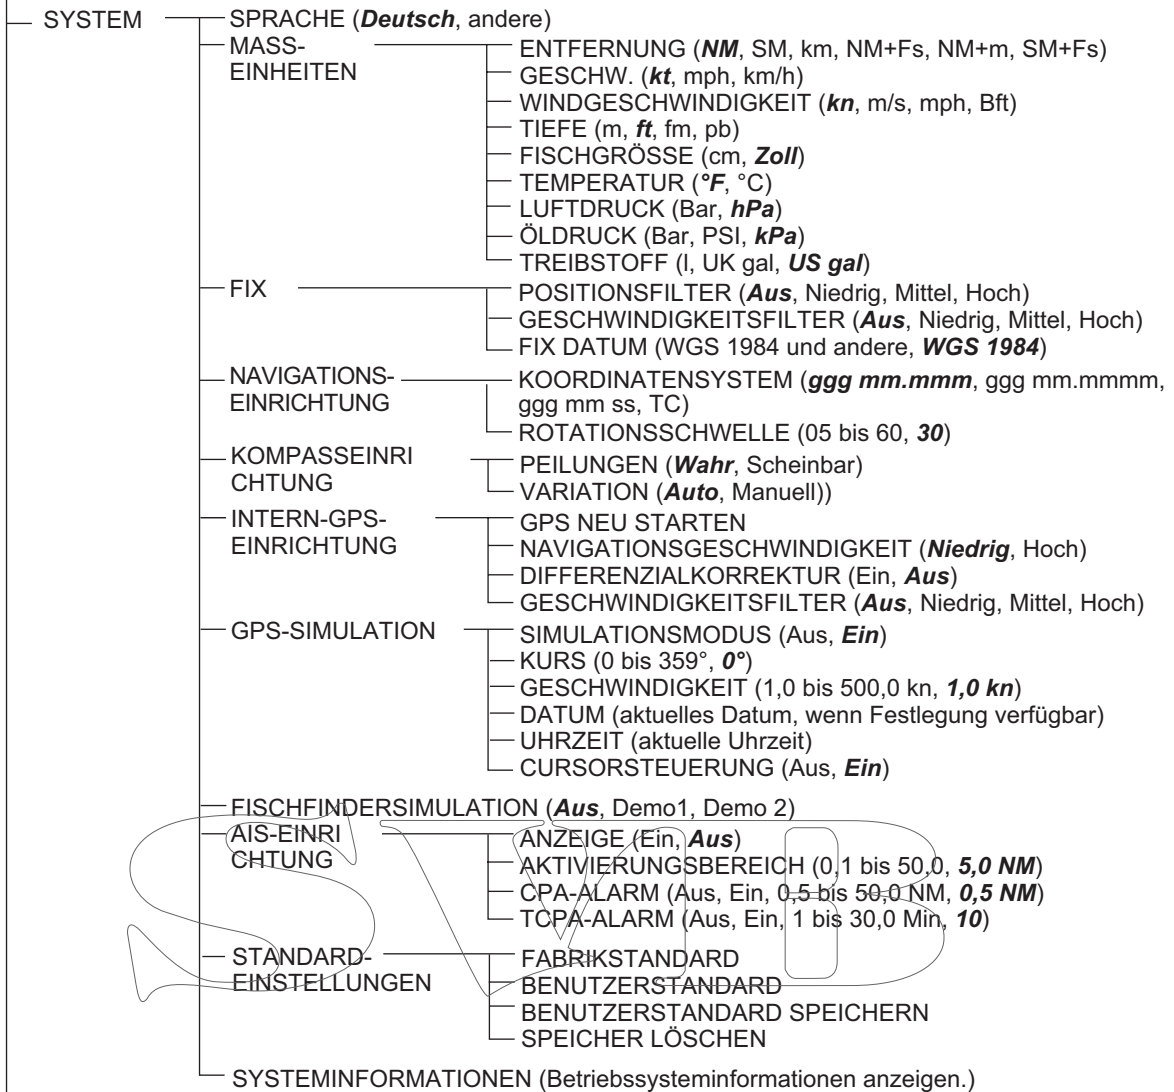 SYSTEM
SPRACHE (Deutsch, andere)
MASS-
EINHEITEN
ENTFERNUNG (NM, SM, km, NM+Fs, NM+m, SM+Fs)
GESCHW. (kt, mph, km/h)
WINDGESCHWINDIGKEIT (kn, m/s, mph, Bft)
TIEFE (m, ft, fm, pb)
FISCHGRÖSSE (cm, Zoll)
TEMPERATUR (°F, °C)
LUFTDRUCK (Bar, hPa)
ÖLDRUCK (Bar, PSI, kPa)
TREIBSTOFF (l, UK gal, US gal)
FIX
POSITIONSFILTER (Aus, Niedrig, Mittel, Hoch)
GESCHWINDIGKEITSFILTER (Aus, Niedrig, Mittel, Hoch)
FIX DATUM (WGS 1984 und andere, WGS 1984)
NAVIGATIONS-
EINRICHTUNG
KOORDINATENSYSTEM (ggg mm.mmm, ggg mm.mmmm,
ggg mm ss, TC)
ROTATIONSSCHWELLE (05 bis 60, 30)
KOMPASSEINRI
CHTUNG
PEILUNGEN (Wahr, Scheinbar)
VARIATION (Auto, Manuell))
INTERN-GPS-
EINRICHTUNG
GPS NEU STARTEN
NAVIGATIONSGESCHWINDIGKEIT (Niedrig, Hoch)
DIFFERENZIALKORREKTUR (Ein, Aus)
GESCHWINDIGKEITSFILTER (Aus, Niedrig, Mittel, Hoch)
GPS-SIMULATION
SIMULATIONSMODUS (Aus, Ein)
KURS (0 bis 359°, 0°)
GESCHWINDIGKEIT (1,0 bis 500,0 kn, 1,0 kn)
DATUM (aktuelles Datum, wenn Festlegung verfügbar)
UHRZEIT (aktuelle Uhrzeit)
CURSORSTEUERUNG (Aus, Ein)
FISCHFINDERSIMULATION (Aus, Demo1, Demo 2)
AIS-EINRI
CHTUNG
ANZEIGE (Ein, Aus)
AKTIVIERUNGSBEREICH (0,1 bis 50,0, 5,0 NM)
CPA-ALARM (Aus, Ein, 0,5 bis 50,0 NM, 0,5 NM)
TCPA-ALARM (Aus, Ein, 1 bis 30,0 Min, 10)
STANDARD-
EINSTELLUNGEN
FABRIKSTANDARD
BENUTZERSTANDARD
BENUTZERSTANDARD SPEICHERN
SPEICHER LÖSCHEN
SYSTEMINFORMATIONEN (Betriebssysteminformationen anzeigen.)
SVB